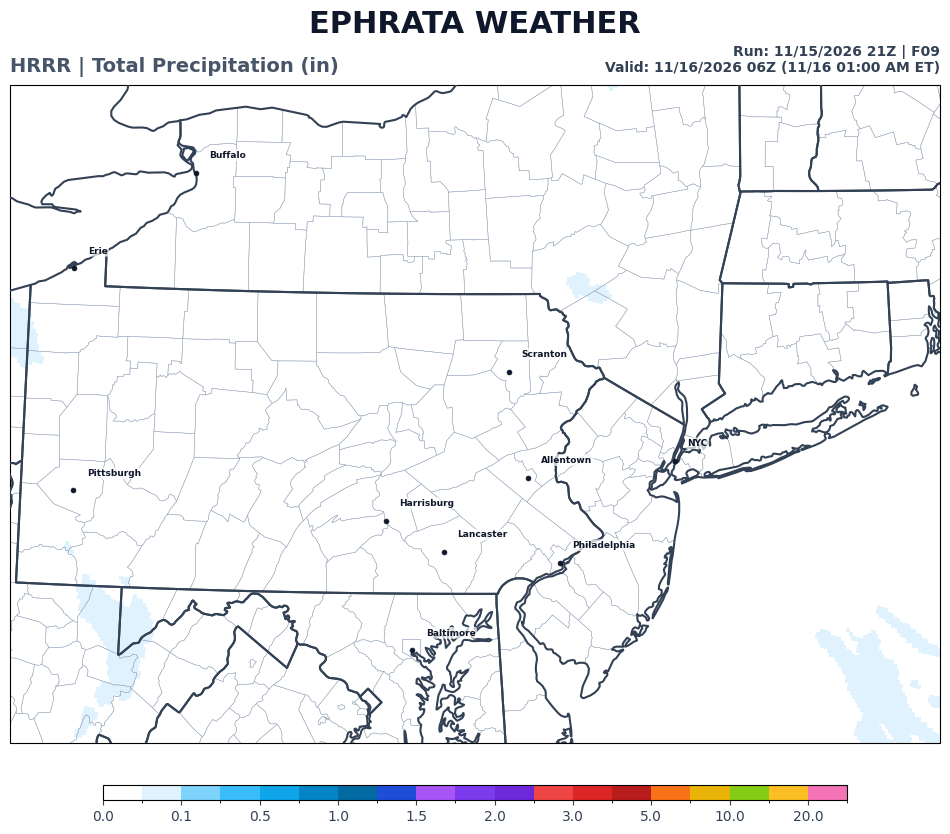 EPHRATA WEATHER
Run: 11/15/2026 21Z | F09
HRRR | Total Precipitation (in)
Valid: 11/16/2026 06Z (11/16 01:00 AM ET)
Buffalo
Erie
Scranton
NYC
Allentown
Pittsburgh
Harrisburg
Lancaster
Philadelphia
Baltimore
0.0 0.1 0.5 1.0 1.5 2.0 3.0 5.0 10.0 20.0